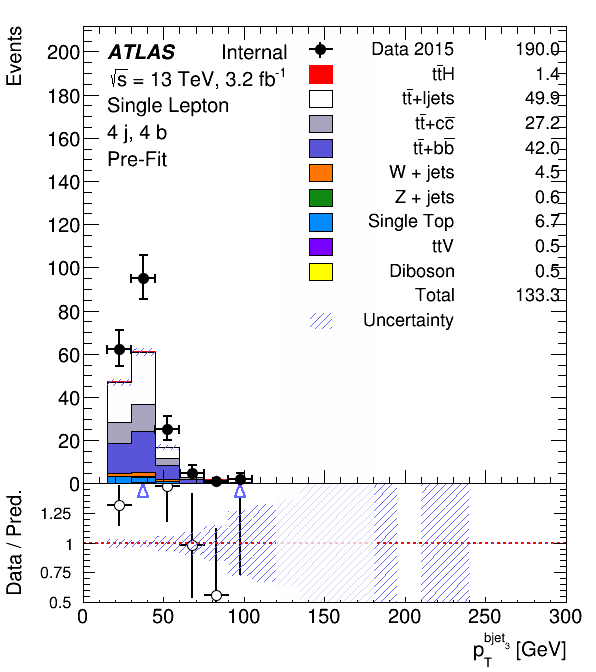 Events
ATLAS Internal
√s = 13 TeV, 3.2 fb⁻¹
Single Lepton
4 j, 4 b
Pre-Fit
Data 2015 190.0
tt̄H 1.4
tt̄+ljets 49.9
tt̄+cc̄ 27.2
tt̄+bb̄ 42.0
W + jets 4.5
Z + jets 0.6
Single Top 6.7
ttV 0.5
Diboson 0.5
Total 133.3
Uncertainty
200
180
160
140
120
100
80
60
40
20
0
Data / Pred.
1.25
1
0.75
0.5
0 50 100 150 200 250 300
p_T^{bjet_3} [GeV]